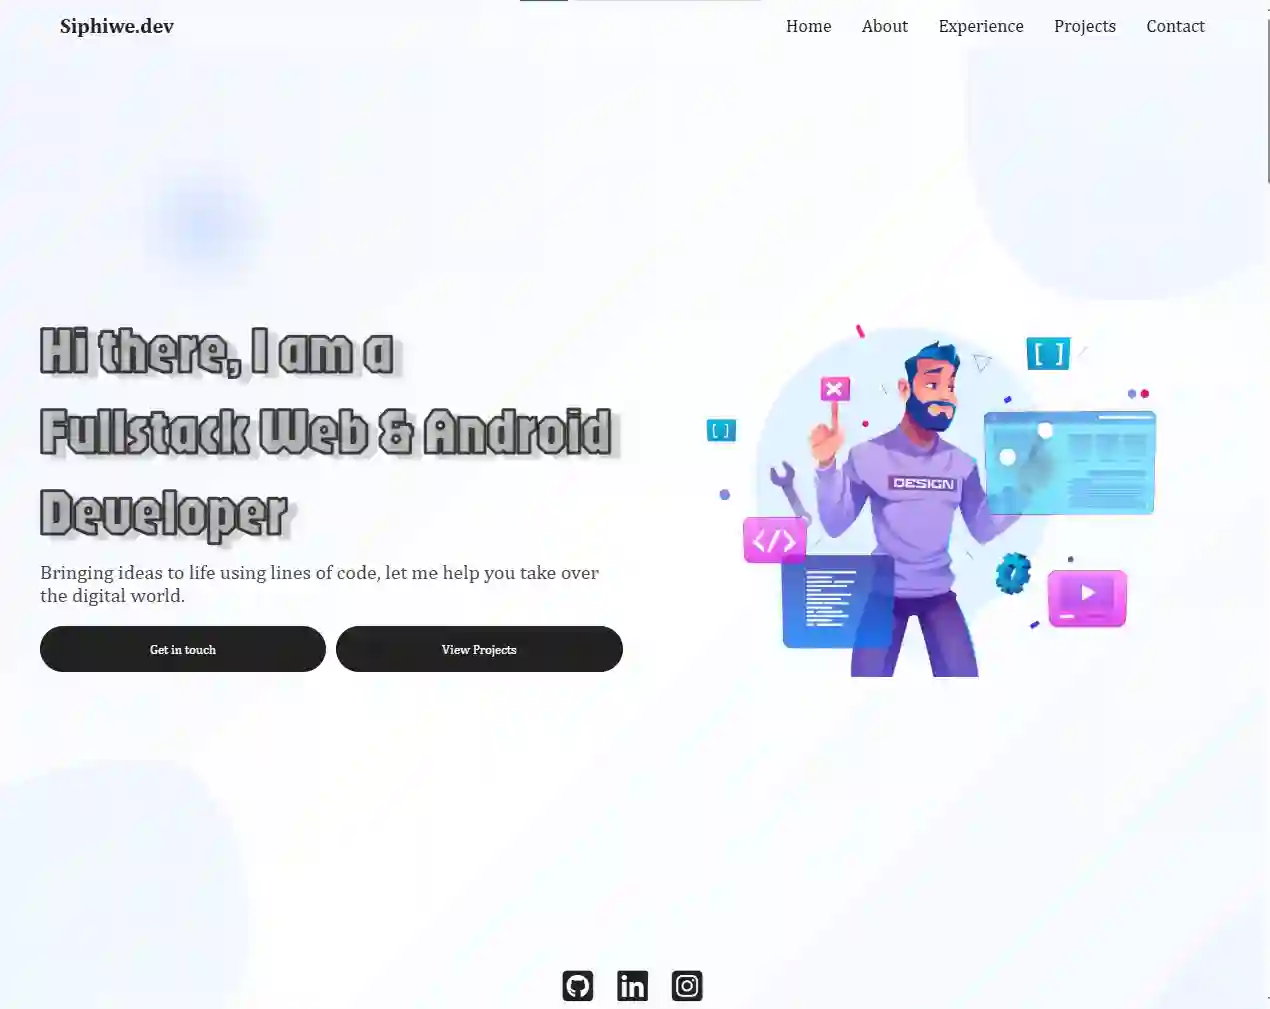 Siphiwe.dev
Home About Experience Projects Contact
Hi there, I am a
Fullstack Web & Android
Developer
Bringing ideas to life using lines of code, let me help you take over
the digital world.
Get in touch View Projects
[ ]
[ ]
DESIGN
</>
in